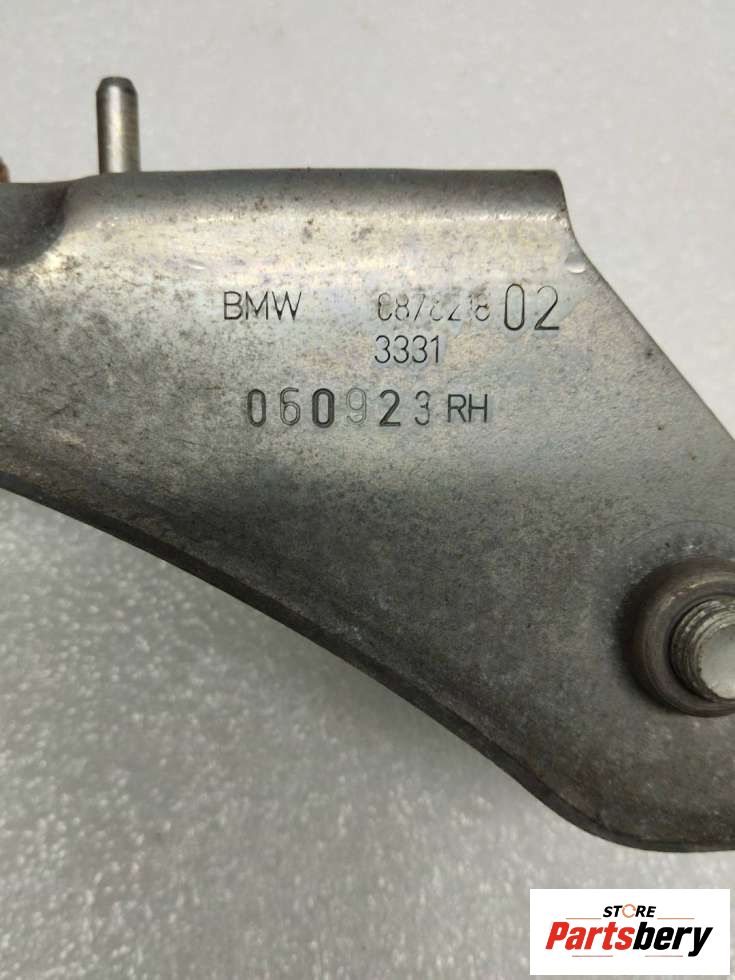 BMW 02
3331
060923 RH
STORE
Partsbery